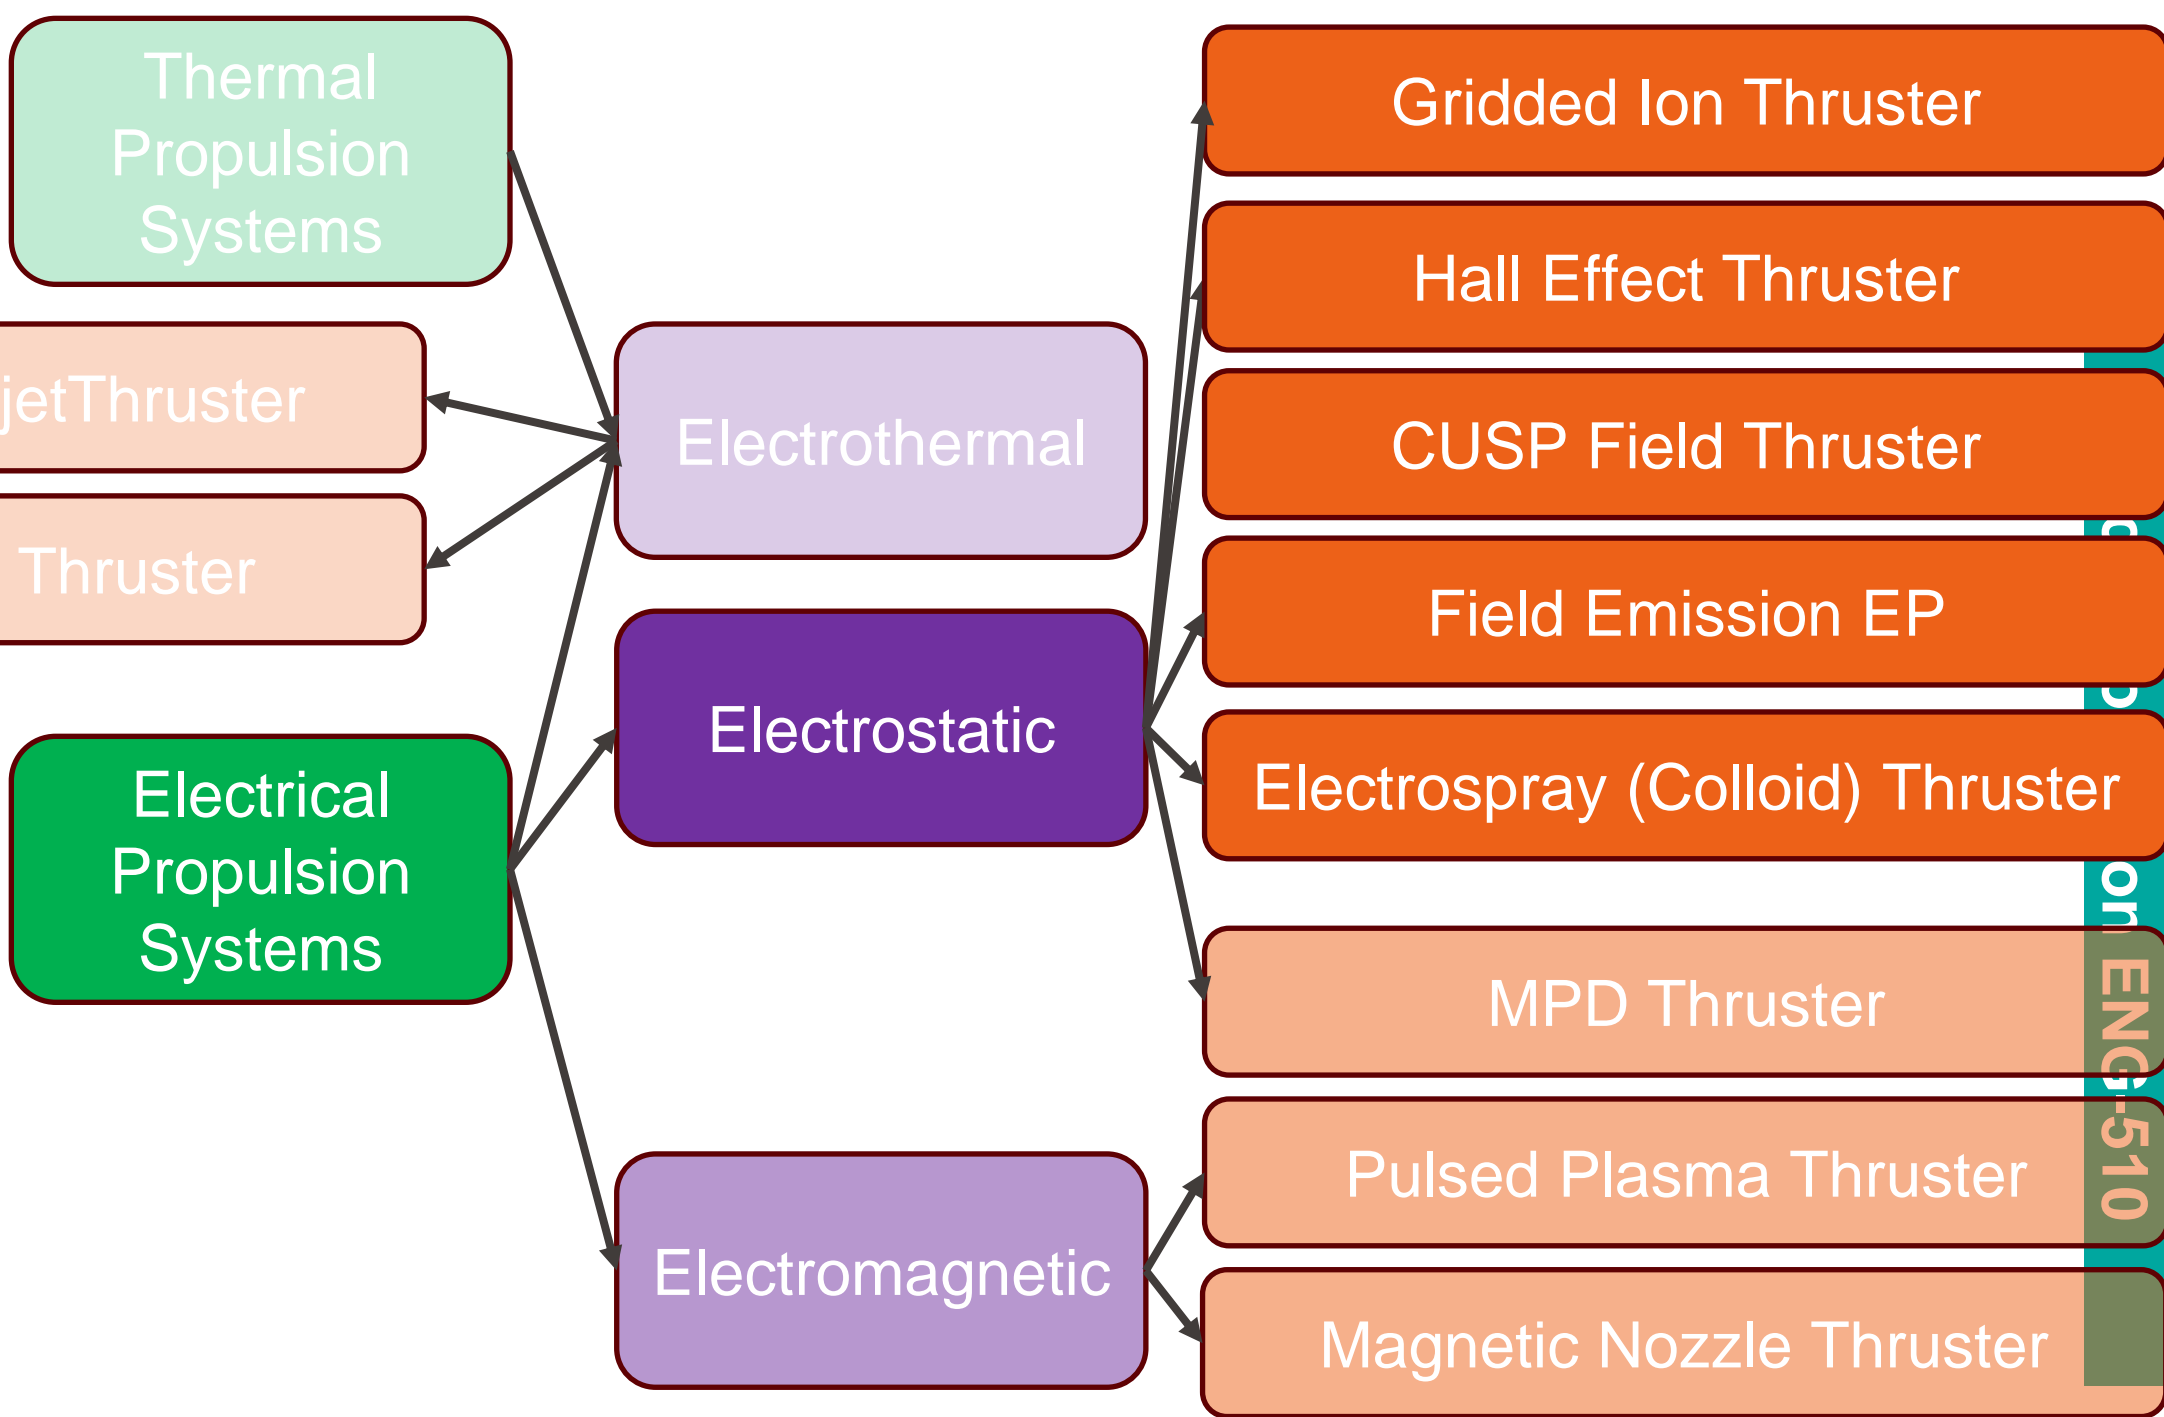 Thermal
Propulsion
Systems
jetThruster
Thruster
Electrical
Propulsion
Systems
Electrothermal
Electrostatic
Electromagnetic
Gridded Ion Thruster
Hall Effect Thruster
CUSP Field Thruster
Field Emission EP
Electrospray (Colloid) Thruster
MPD Thruster
Pulsed Plasma Thruster
Magnetic Nozzle Thruster
ENG-510